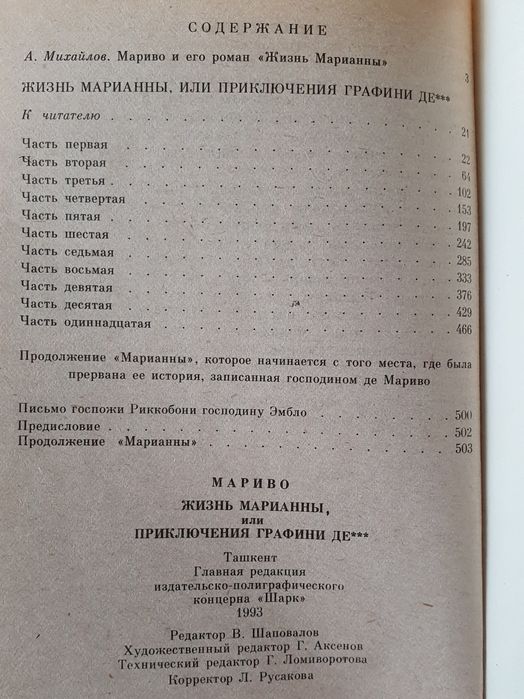 СОДЕРЖАНИЕ
А. Михайлов. Мариво и его роман «Жизнь Марианны» 3
ЖИЗНЬ МАРИАННЫ, ИЛИ ПРИКЛЮЧЕНИЯ ГРАФИНИ ДЕ***
К читателю . . . . . . . . . . . . . . . . 21
Часть первая . . . . . . . . . . . . . . . . 22
Часть вторая . . . . . . . . . . . . . . . . 64
Часть третья . . . . . . . . . . . . . . . . 102
Часть четвертая . . . . . . . . . . . . . . . . 153
Часть пятая . . . . . . . . . . . . . . . . 197
Часть шестая . . . . . . . . . . . . . . . . 242
Часть седьмая . . . . . . . . . . . . . . . . 285
Часть восьмая . . . . . . . . . . . . . . . . 333
Часть девятая . . . . . . . . . . . . . . . . 376
Часть десятая . . . . . . . . . . . . . . . . 429
Часть одиннадцатая . . . . . . . . . . . . . . 466
Продолжение «Марианны», которое начинается с того места, где была
прервана ее история, записанная господином де Мариво
Письмо госпожи Риккобони господину Эмбло . . . . . . 500
Предисловие . . . . . . . . . . . . . . . . 502
Продолжение «Марианны» . . . . . . . . . . . . 503
МАРИВО
ЖИЗНЬ МАРИАННЫ,
или
ПРИКЛЮЧЕНИЯ ГРАФИНИ ДЕ***
Ташкент
Главная редакция
издательско-полиграфического
концерна «Шарк»
1993
Редактор В. Шаповалов
Художественный редактор Г. Аксенов
Технический редактор Г. Ломиворотова
Корректор Л. Русакова